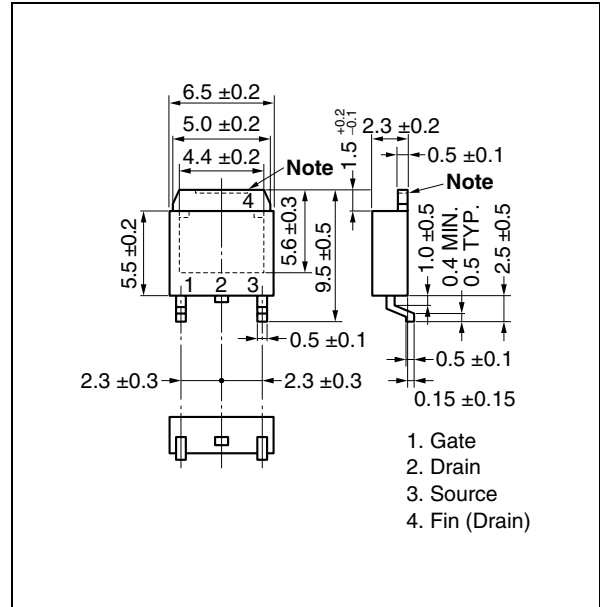 6.5 ±0.2
5.0 ±0.2
4.4 ±0.2
Note
4
5.5 ±0.2
5.6 ±0.3
9.5 ±0.5
1 2 3
0.5 ±0.1
2.3 ±0.3
2.3 ±0.3
1.5 +0.2 −0.1
2.3 ±0.2
0.5 ±0.1
Note
1.0 ±0.5
0.4 MIN.
0.5 TYP.
2.5 ±0.5
0.5 ±0.1
0.15 ±0.15
1. Gate
2. Drain
3. Source
4. Fin (Drain)